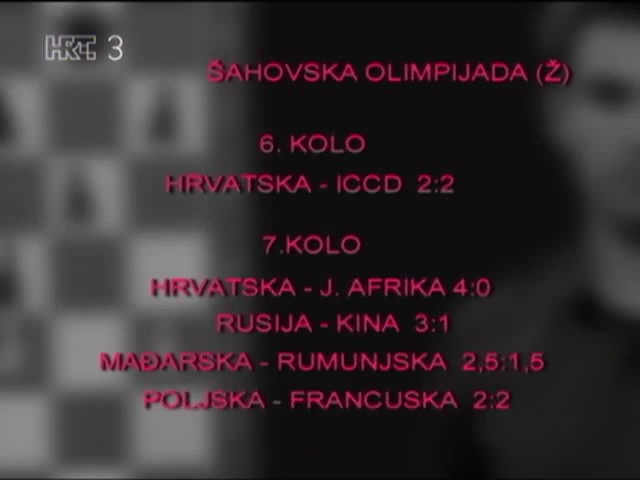 HRT 3
ŠAHOVSKA OLIMPIJADA (Ž)
6. KOLO
HRVATSKA - ICCD 2:2
7.KOLO
HRVATSKA - J. AFRIKA 4:0
RUSIJA - KINA 3:1
MAĐARSKA - RUMUNJSKA 2,5:1,5
POLJSKA - FRANCUSKA 2:2